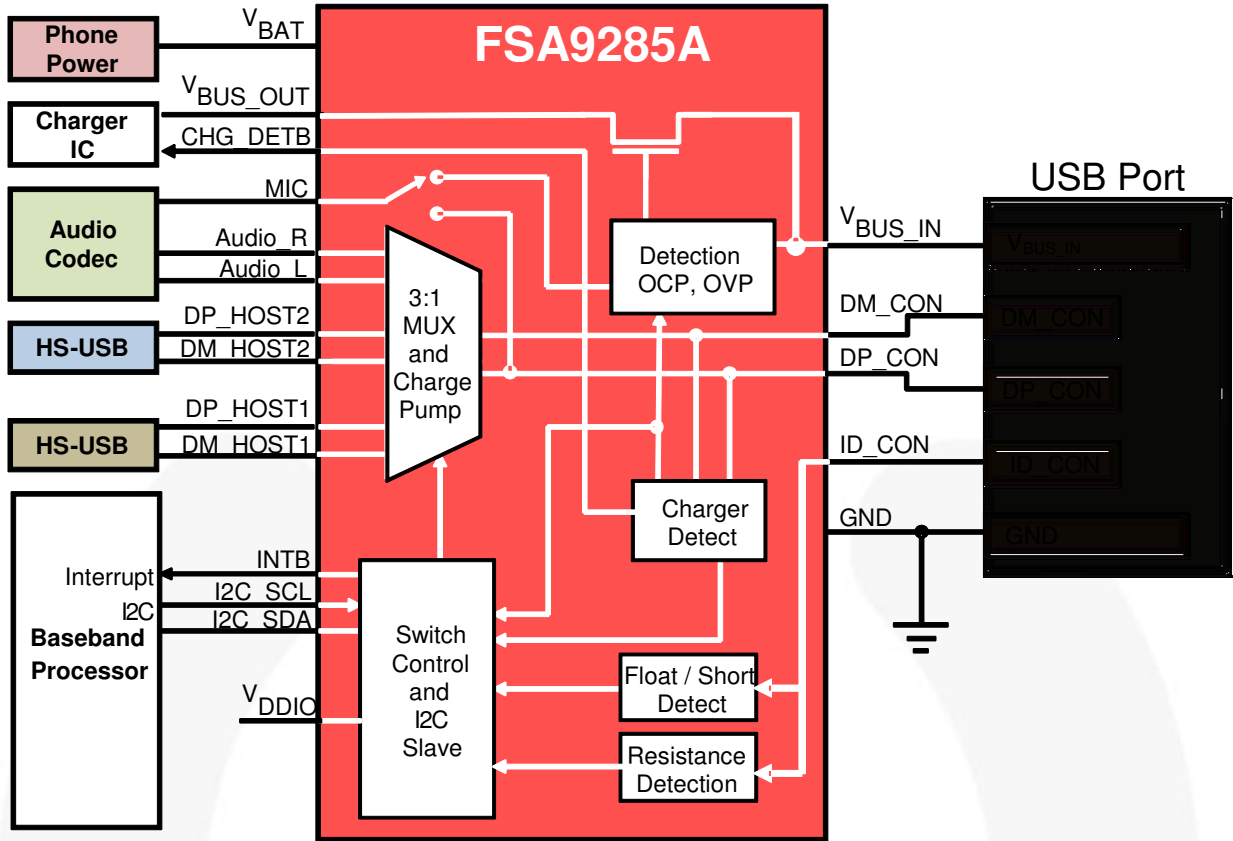 FSA9285A
Phone
Power
VBAT
Charger
IC
VBUS_OUT
CHG_DETB
Audio
Codec
MIC
Audio_R
Audio_L
HS-USB
DP_HOST2
DM_HOST2
HS-USB
DP_HOST1
DM_HOST1
Interrupt
I2C
Baseband
Processor
INTB
I2C_SCL
I2C_SDA
VDDIO
3:1
MUX
and
Charge
Pump
Switch
Control
and
I2C
Slave
Detection
OCP, OVP
Charger
Detect
Float / Short
Detect
Resistance
Detection
VBUS_IN
DM_CON
DP_CON
ID_CON
GND
USB Port
VBUS_IN
DM_CON
DP_CON
ID_CON
GND